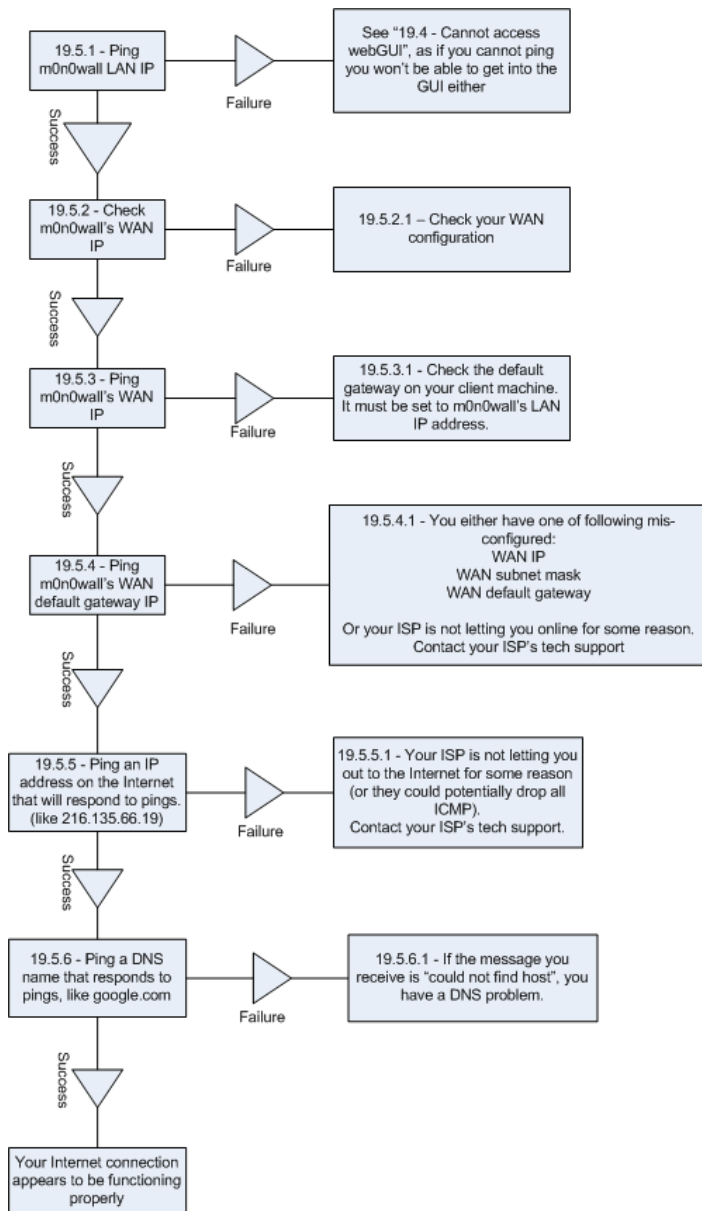 19.5.1 - Ping
m0n0wall LAN IP
Failure
See “19.4 - Cannot access
webGUI”, as if you cannot ping
you won’t be able to get into the
GUI either
Success
19.5.2 - Check
m0n0wall’s WAN
IP
Failure
19.5.2.1 – Check your WAN
configuration
Success
19.5.3 - Ping
m0n0wall’s WAN
IP
Failure
19.5.3.1 - Check the default
gateway on your client machine.
It must be set to m0n0wall’s LAN
IP address.
Success
19.5.4 - Ping
m0n0wall’s WAN
default gateway IP
Failure
19.5.4.1 - You either have one of following mis-
configured:
WAN IP
WAN subnet mask
WAN default gateway
Or your ISP is not letting you online for some reason.
Contact your ISP’s tech support
Success
19.5.5 - Ping an IP
address on the Internet
that will respond to pings.
(like 216.135.66.19)
Failure
19.5.5.1 - Your ISP is not letting you
out to the Internet for some reason
(or they could potentially drop all
ICMP).
Contact your ISP’s tech support.
Success
19.5.6 - Ping a DNS
name that responds to
pings, like google.com
Failure
19.5.6.1 - If the message you
receive is “could not find host”, you
have a DNS problem.
Success
Your Internet connection
appears to be functioning
properly